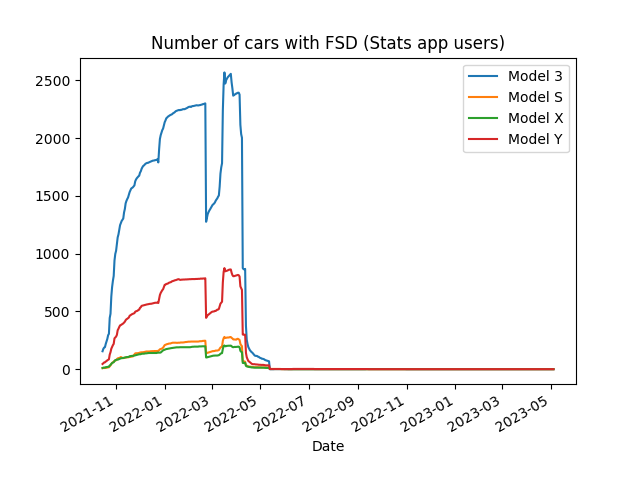 Number of cars with FSD (Stats app users)
2500
2000
1500
1000
500
0
Model 3
Model S
Model X
Model Y
2021-11
2022-01
2022-03
2022-05
2022-07
2022-09
2022-11
2023-01
2023-03
2023-05
Date